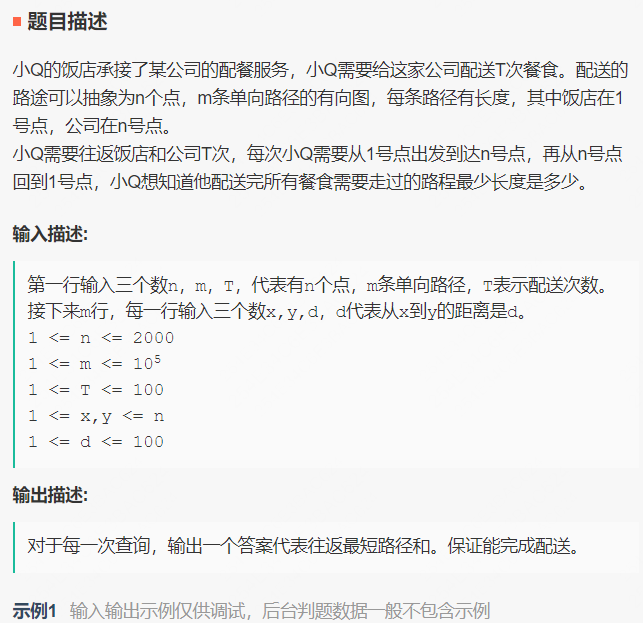 题目描述
小Q的饭店承接了某公司的配餐服务，小Q需要给这家公司配送T次餐食。配送的
路途可以抽象为n个点，m条单向路径的有向图，每条路径有长度，其中饭店在1
号点，公司在n号点。
小Q需要往返饭店和公司T次，每次小Q需要从1号点出发到达n号点，再从n号点
回到1号点，小Q想知道他配送完所有餐食需要走过的路程最少长度是多少。
输入描述:
第一行输入三个数n，m，T，代表有n个点，m条单向路径，T表示配送次数。
接下来m行，每一行输入三个数x,y,d，d代表从x到y的距离是d。
1 <= n <= 2000
1 <= m <= 10⁵
1 <= T <= 100
1 <= x,y <= n
1 <= d <= 100
输出描述:
对于每一次查询，输出一个答案代表往返最短路径和。保证能完成配送。
示例1 输入输出示例仅供调试，后台判题数据一般不包含示例